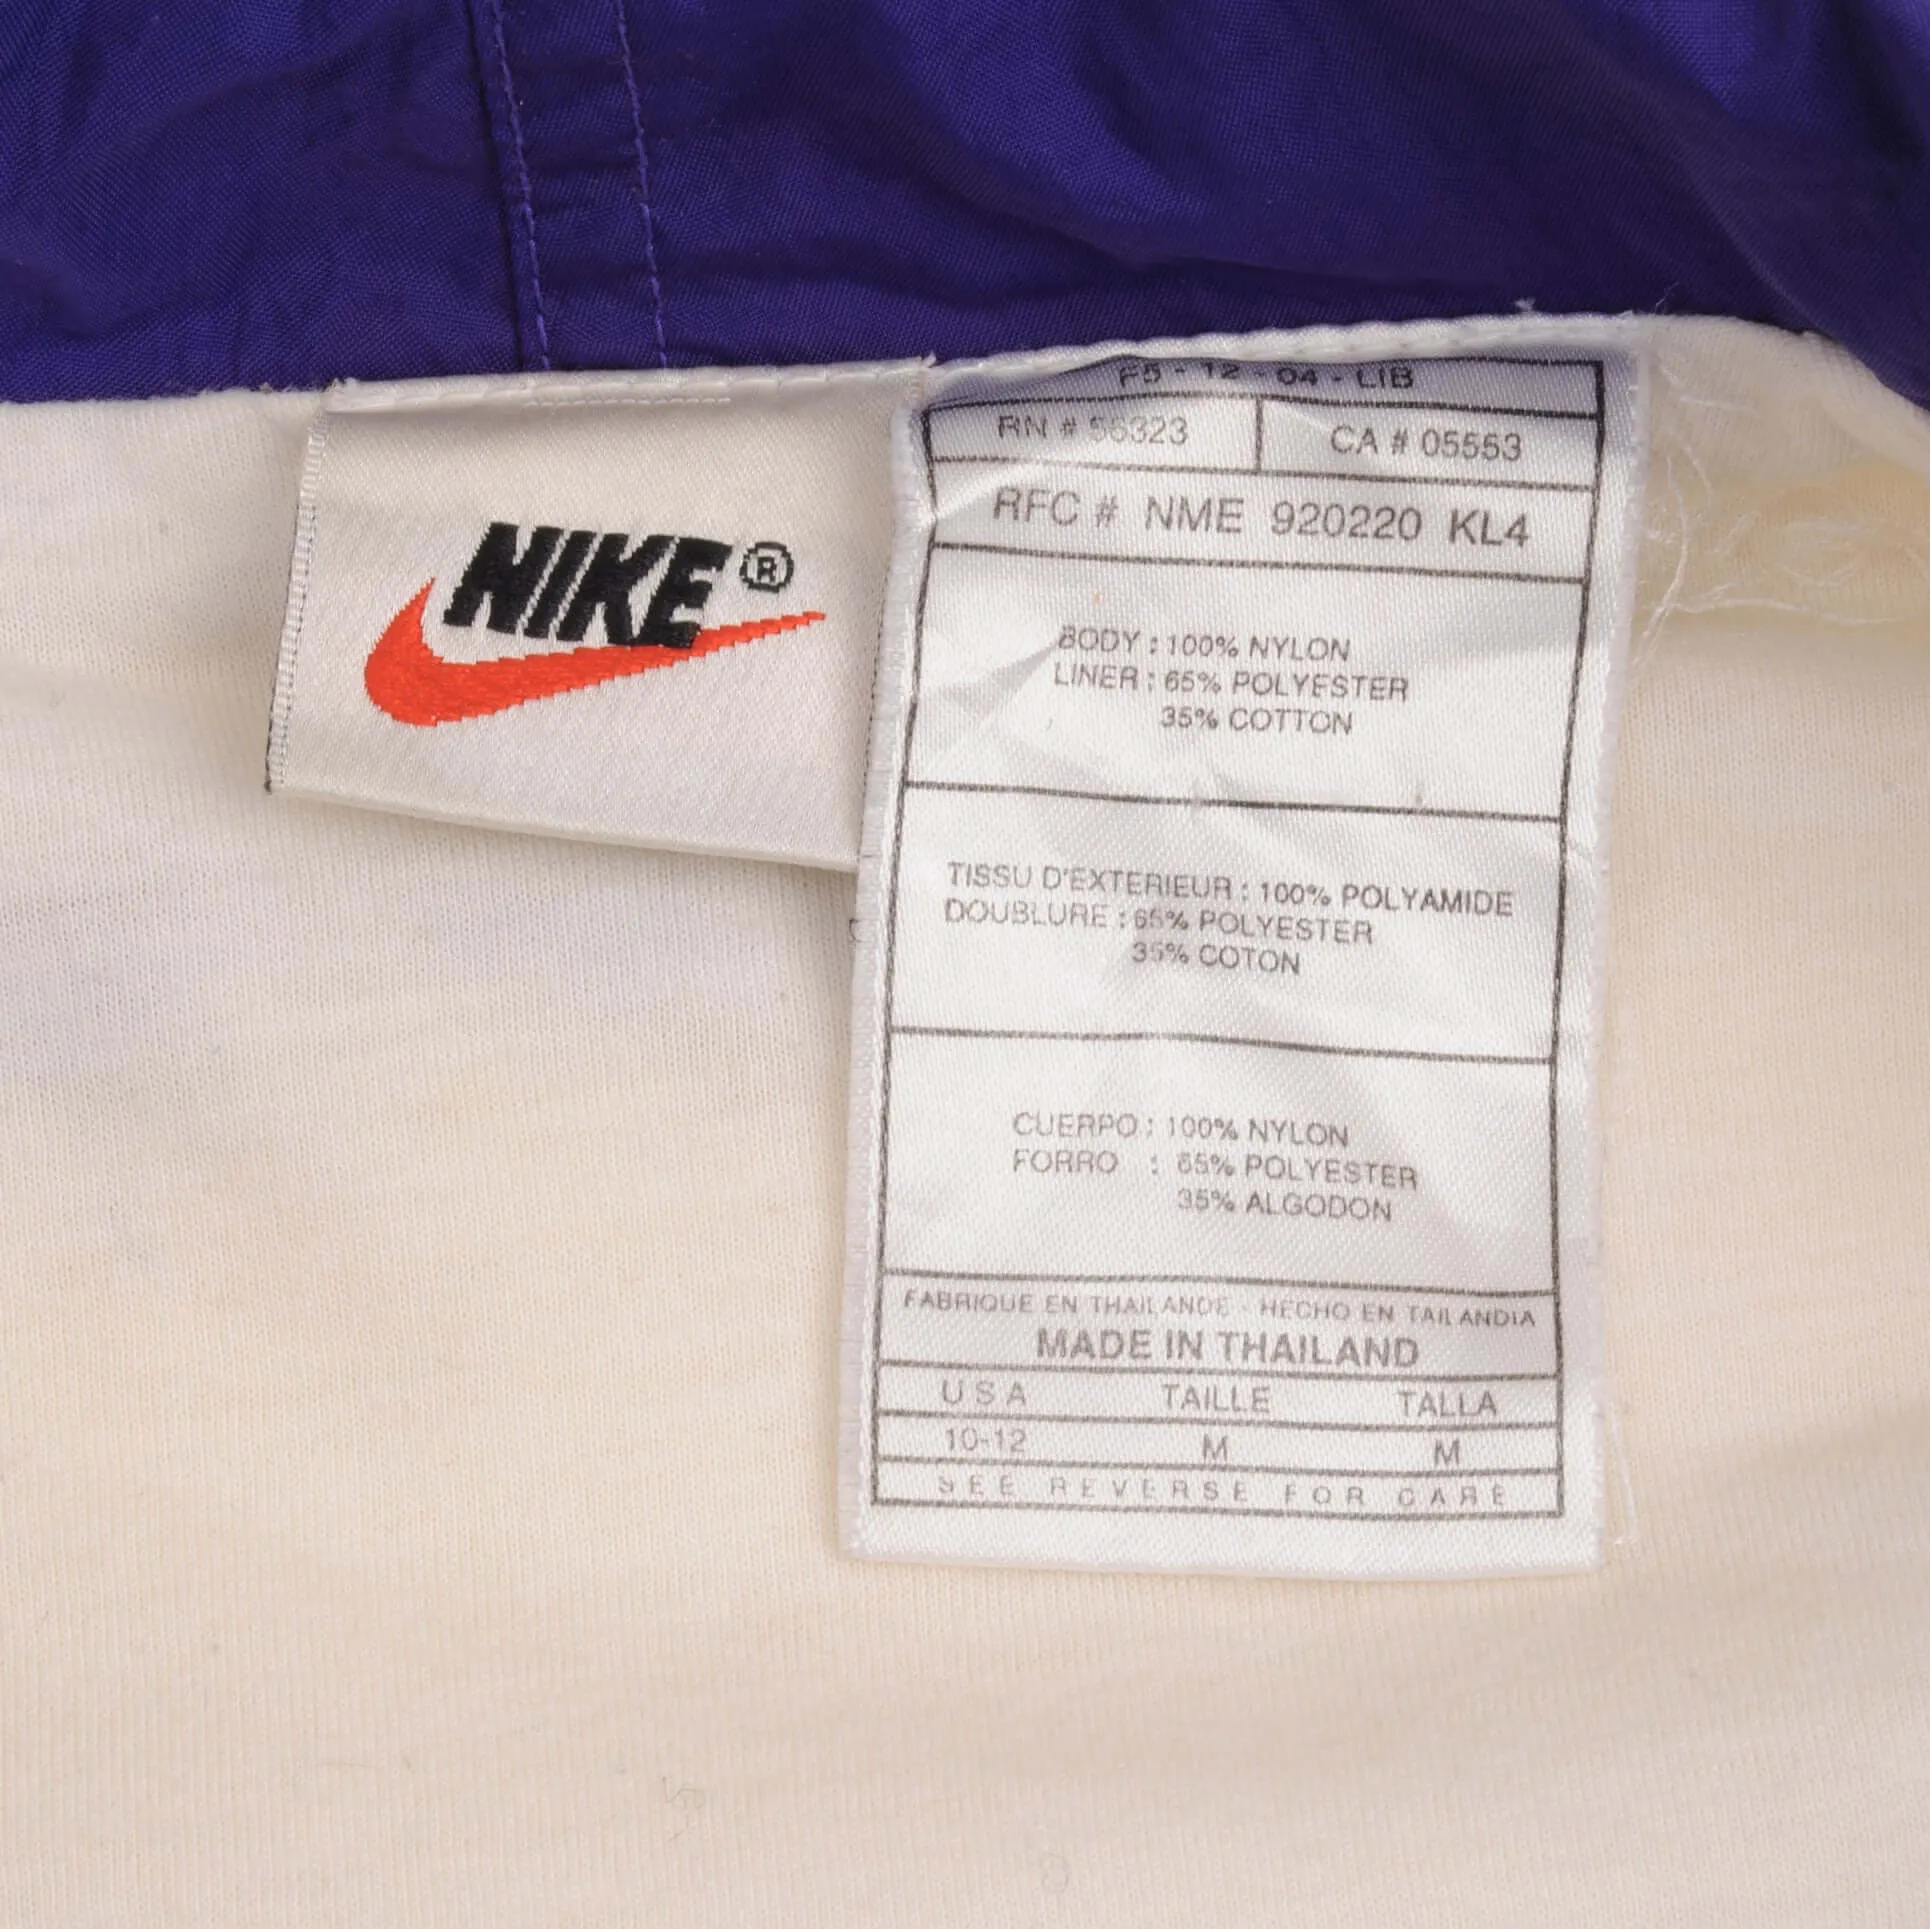 NIKE®
F5 - 12 - 04 - LIB
RN # 56323 CA # 05553
RFC # NME 920220 KL4
BODY : 100% NYLON
LINER : 65% POLYESTER
35% COTTON
TISSU D'EXTERIEUR : 100% POLYAMIDE
DOUBLURE : 65% POLYESTER
35% COTON
CUERPO : 100% NYLON
FORRO : 65% POLYESTER
35% ALGODON
FABRIQUE EN THAILANDE - HECHO EN TAILANDIA
MADE IN THAILAND
USA TAILLE TALLA
10-12 M M
SEE REVERSE FOR CARE